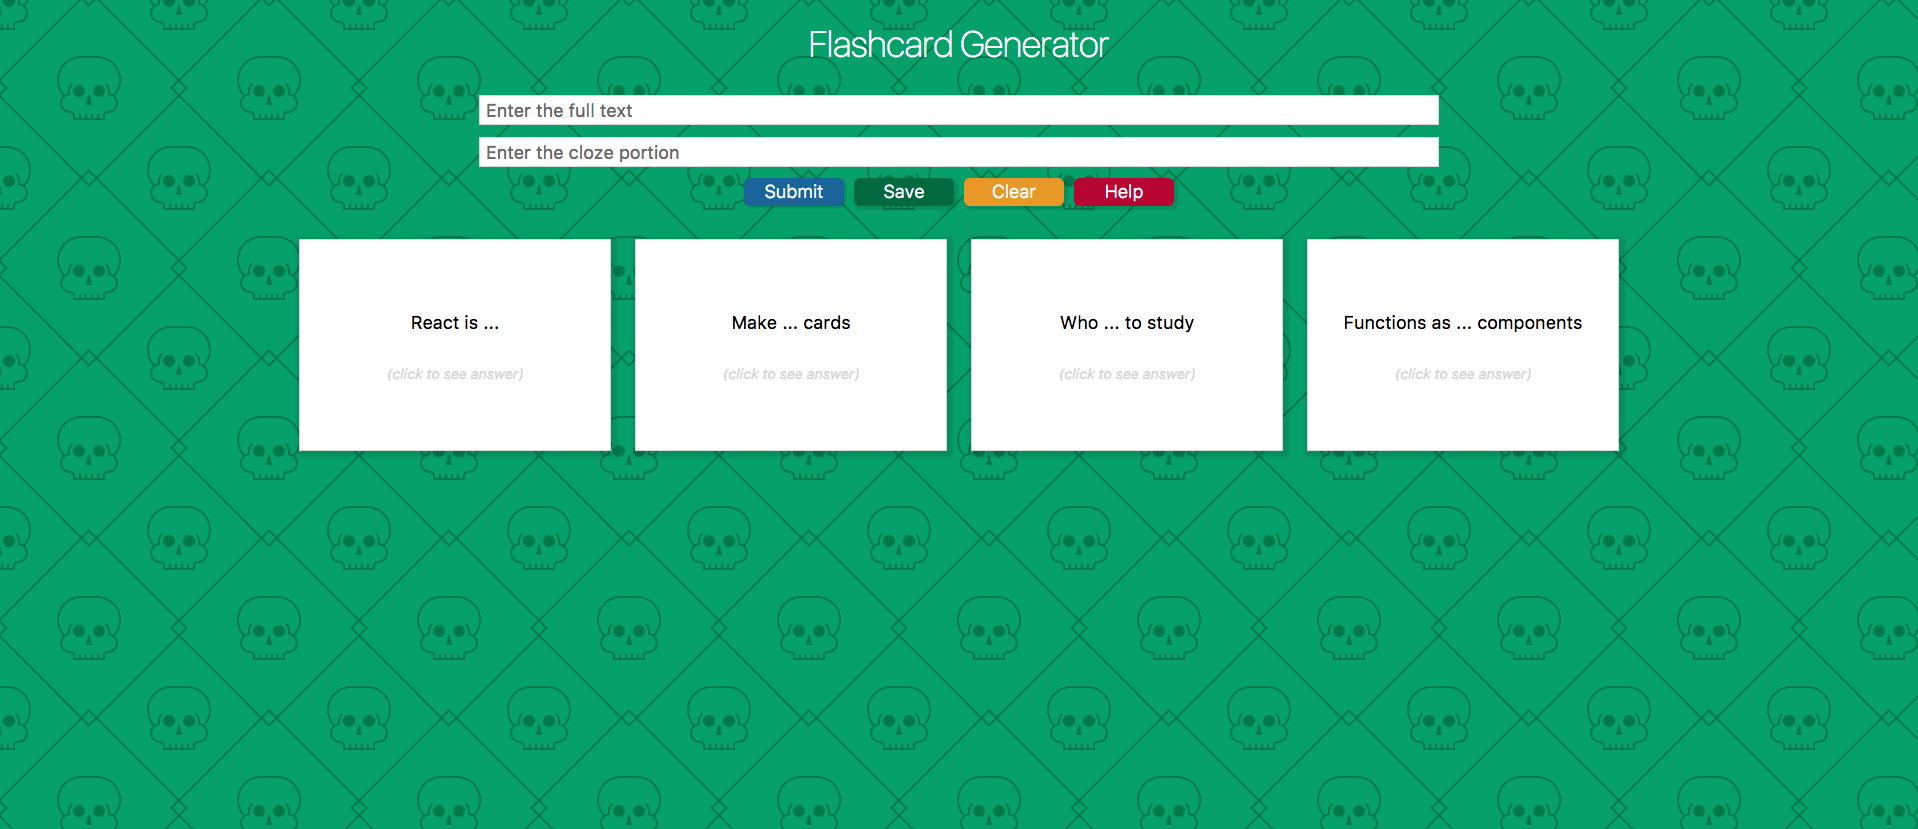 Flashcard Generator
Enter the full text
Enter the cloze portion
Submit Save Clear Help
React is ...
(click to see answer)
Make ... cards
(click to see answer)
Who ... to study
(click to see answer)
Functions as ... components
(click to see answer)